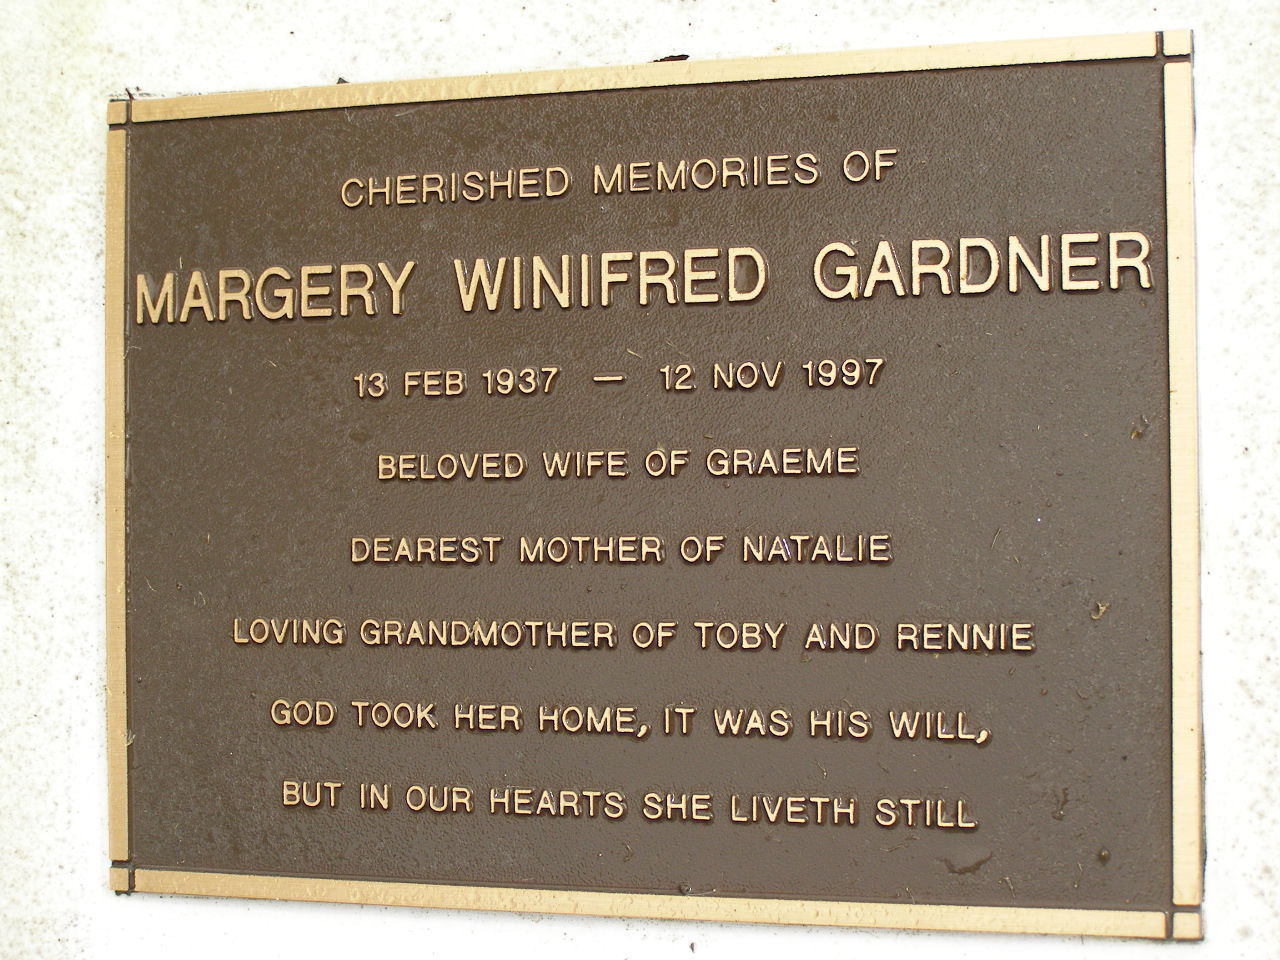 CHERISHED MEMORIES OF
MARGERY WINIFRED GARDNER
13 FEB 1937 — 12 NOV 1997
BELOVED WIFE OF GRAEME
DEAREST MOTHER OF NATALIE
LOVING GRANDMOTHER OF TOBY AND RENNIE
GOD TOOK HER HOME, IT WAS HIS WILL,
BUT IN OUR HEARTS SHE LIVETH STILL